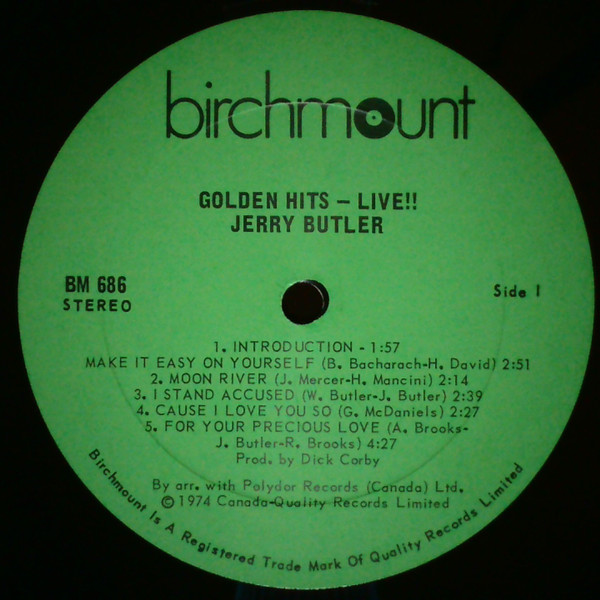 birchmount
GOLDEN HITS – LIVE!!
JERRY BUTLER
BM 686
STEREO
Side 1
1. INTRODUCTION - 1:57
MAKE IT EASY ON YOURSELF (B. Bacharach-H. David) 2:51
2. MOON RIVER (J. Mercer-H. Mancini) 2:14
3. I STAND ACCUSED (W. Butler-J. Butler) 2:39
4. CAUSE I LOVE YOU SO (G. McDaniels) 2:27
5. FOR YOUR PRECIOUS LOVE (A. Brooks-
J. Butler-R. Brooks) 4:27
Prod. by Dick Corby
By arr. with Polydor Records (Canada) Ltd.
© 1974 Canada-Quality Records Limited
Birchmount Is A Registered Trade Mark Of Quality Records Limited